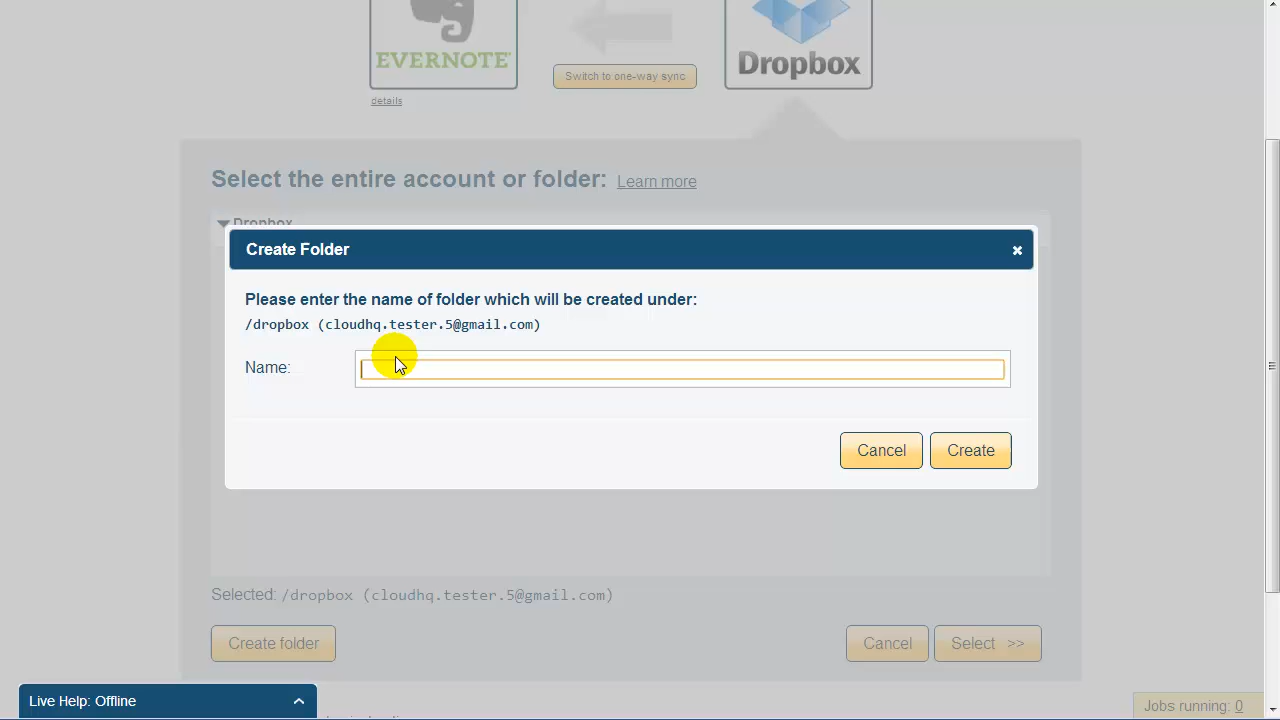 EVERNOTE
Dropbox
Switch to one-way sync
details
Select the entire account or folder: Learn more
Dropbox
Create Folder
Please enter the name of folder which will be created under:
/dropbox (cloudhq.tester.5@gmail.com)
Name:
Cancel Create
Selected: /dropbox (cloudhq.tester.5@gmail.com)
Create folder Cancel Select >>
Live Help: Offline
Jobs running: 0